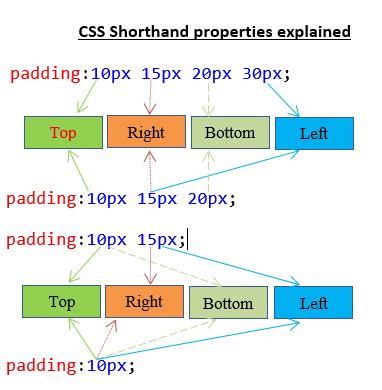 CSS Shorthand properties explained
padding:10px 15px 20px 30px;
Top Right Bottom Left
padding:10px 15px 20px;
padding:10px 15px;
Top Right Bottom Left
padding:10px;